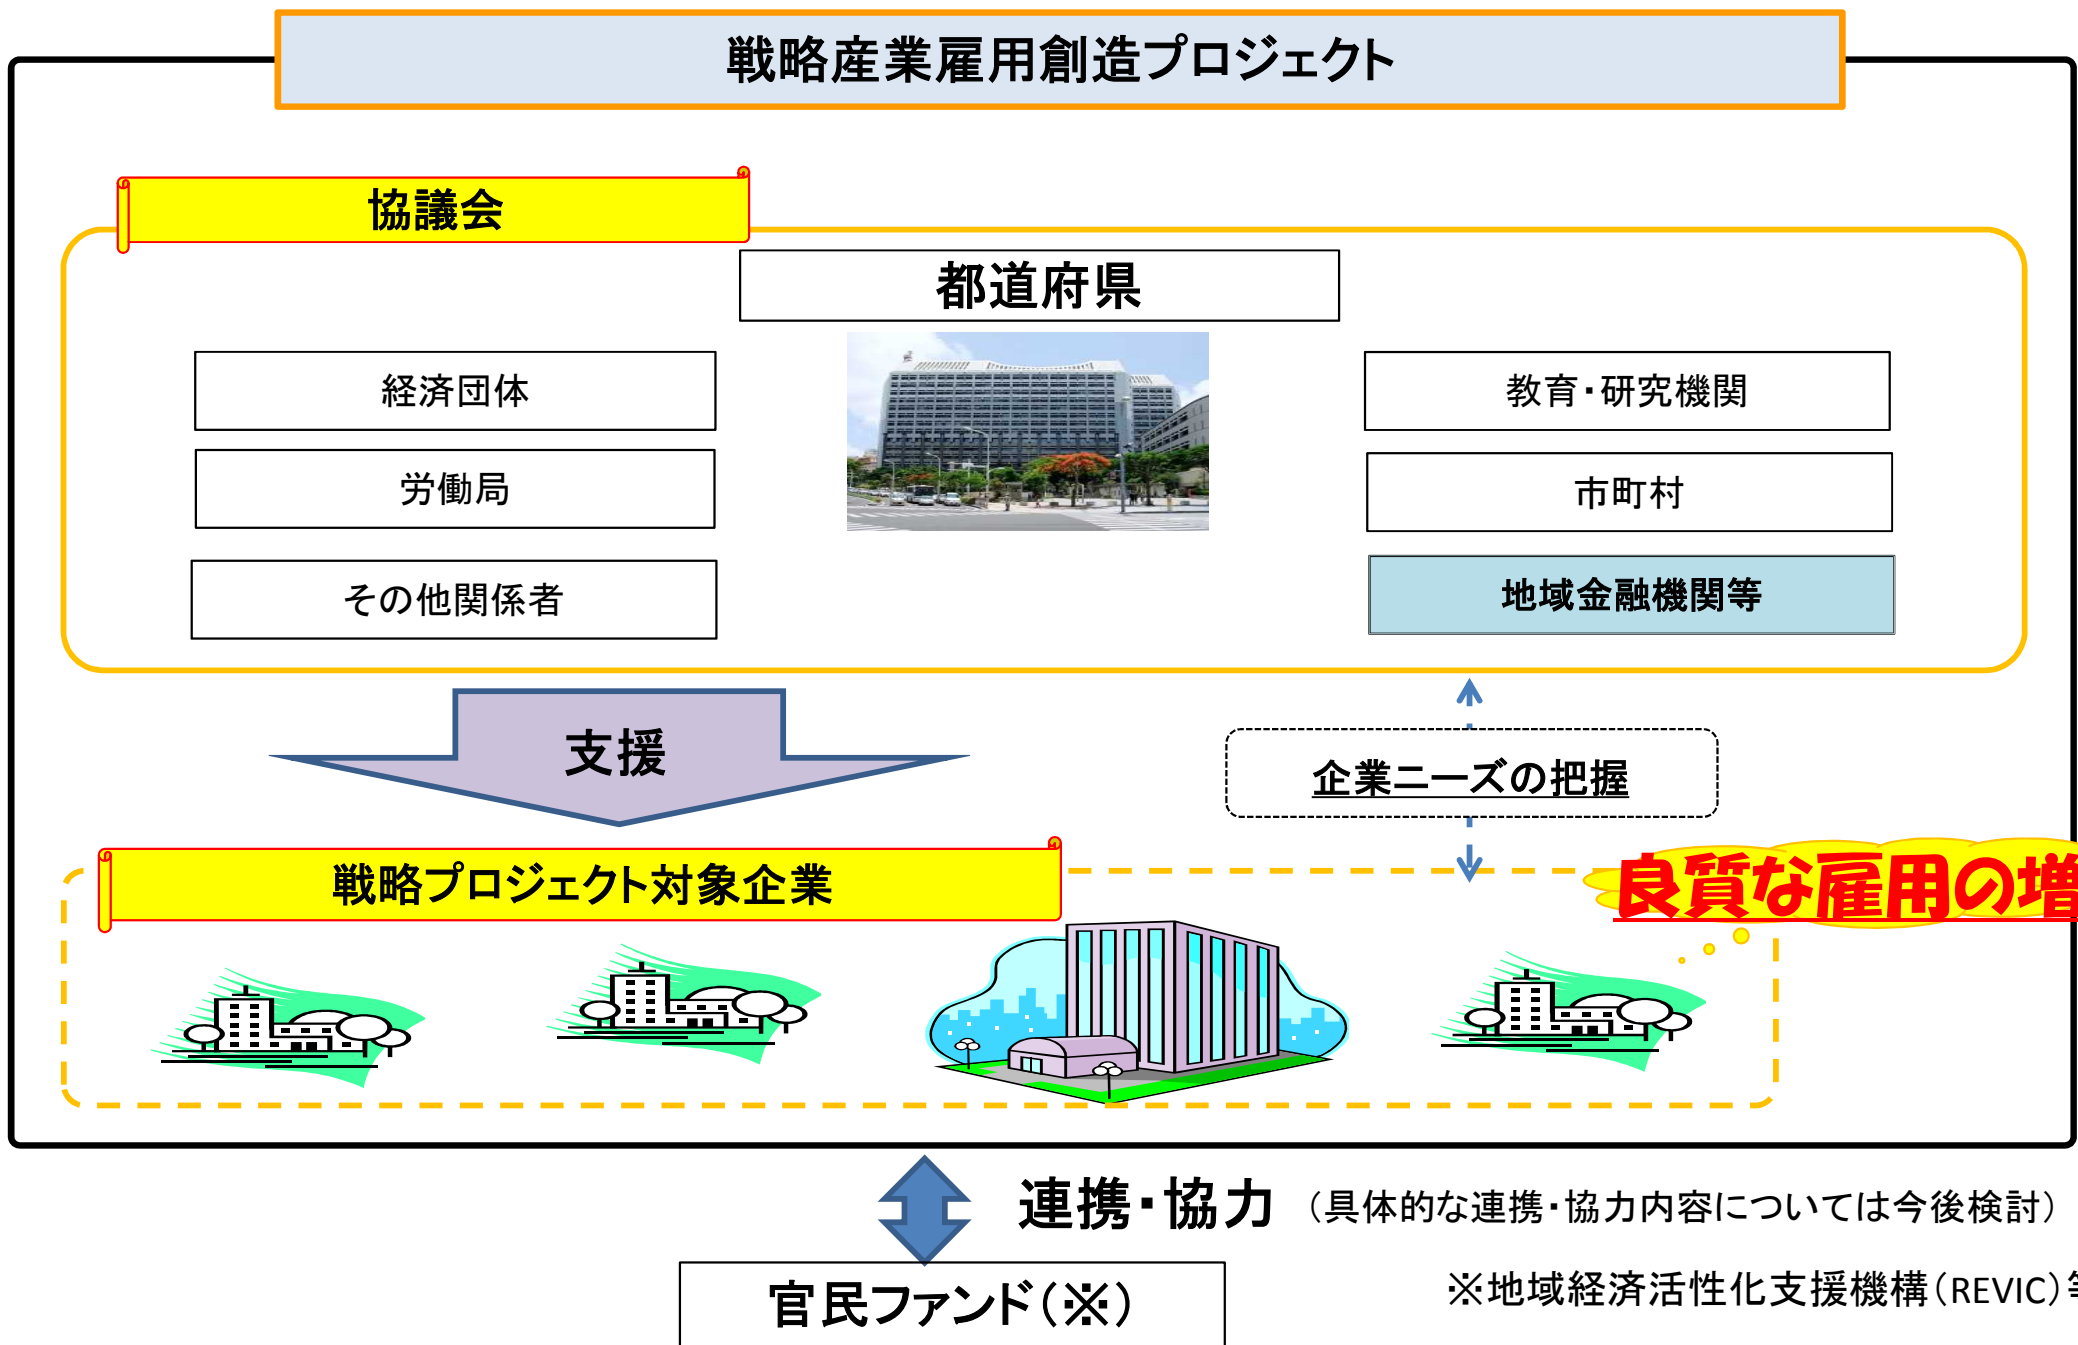 戦略産業雇用創造プロジェクト
協議会
都道府県
経済団体
教育・研究機関
労働局
市町村
その他関係者
地域金融機関等
支援
企業ニーズの把握
戦略プロジェクト対象企業
良質な雇用の増
連携・協力 （具体的な連携・協力内容については今後検討）
官民ファンド（※）
※地域経済活性化支援機構（REVIC）等